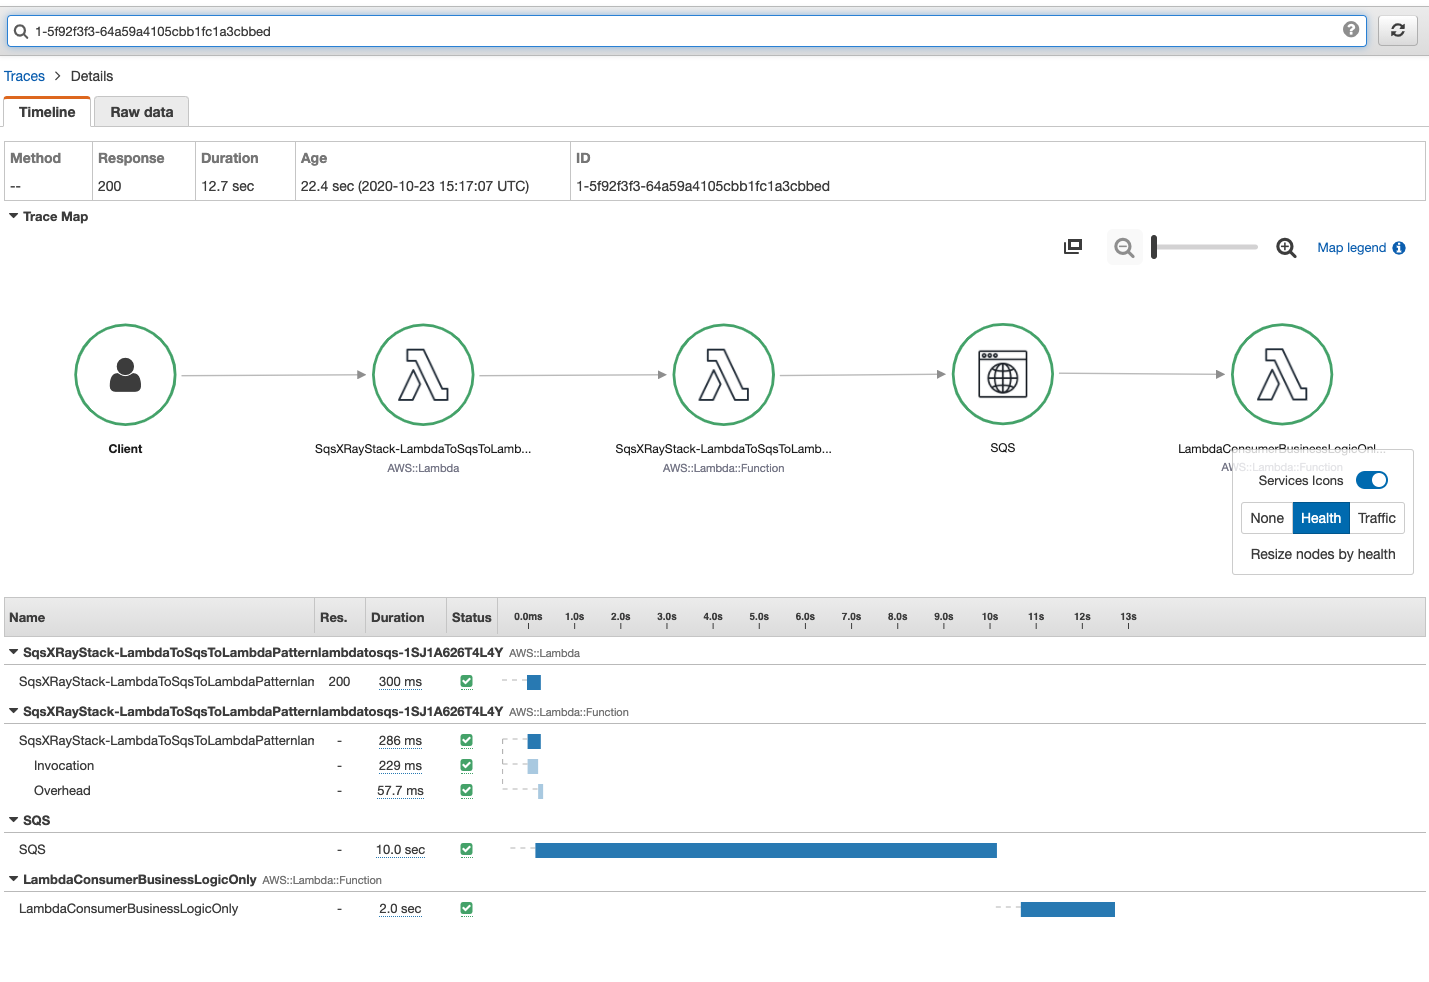 1-5f92f3f3-64a59a4105cbb1fc1a3cbbed
Traces > Details
Timeline Raw data
Method Response Duration Age ID
-- 200 12.7 sec 22.4 sec (2020-10-23 15:17:07 UTC) 1-5f92f3f3-64a59a4105cbb1fc1a3cbbed
Trace Map
Map legend
Client SqsXRayStack-LambdaToSqsToLamb... SqsXRayStack-LambdaToSqsToLamb... SQS LambdaConsumerBusinessLogicOnl...
AWS::Lambda AWS::Lambda::Function AWS::Lambda::Function
Services Icons
None Health Traffic
Resize nodes by health
Name Res. Duration Status 0.0ms 1.0s 2.0s 3.0s 4.0s 5.0s 6.0s 7.0s 8.0s 9.0s 10s 11s 12s 13s
SqsXRayStack-LambdaToSqsToLambdaPatternlambdatosqs-1SJ1A626T4L4Y AWS::Lambda
SqsXRayStack-LambdaToSqsToLambdaPatternlan 200 300 ms
SqsXRayStack-LambdaToSqsToLambdaPatternlambdatosqs-1SJ1A626T4L4Y AWS::Lambda::Function
SqsXRayStack-LambdaToSqsToLambdaPatternlan - 286 ms
Invocation - 229 ms
Overhead - 57.7 ms
SQS
SQS - 10.0 sec
LambdaConsumerBusinessLogicOnly AWS::Lambda::Function
LambdaConsumerBusinessLogicOnly - 2.0 sec